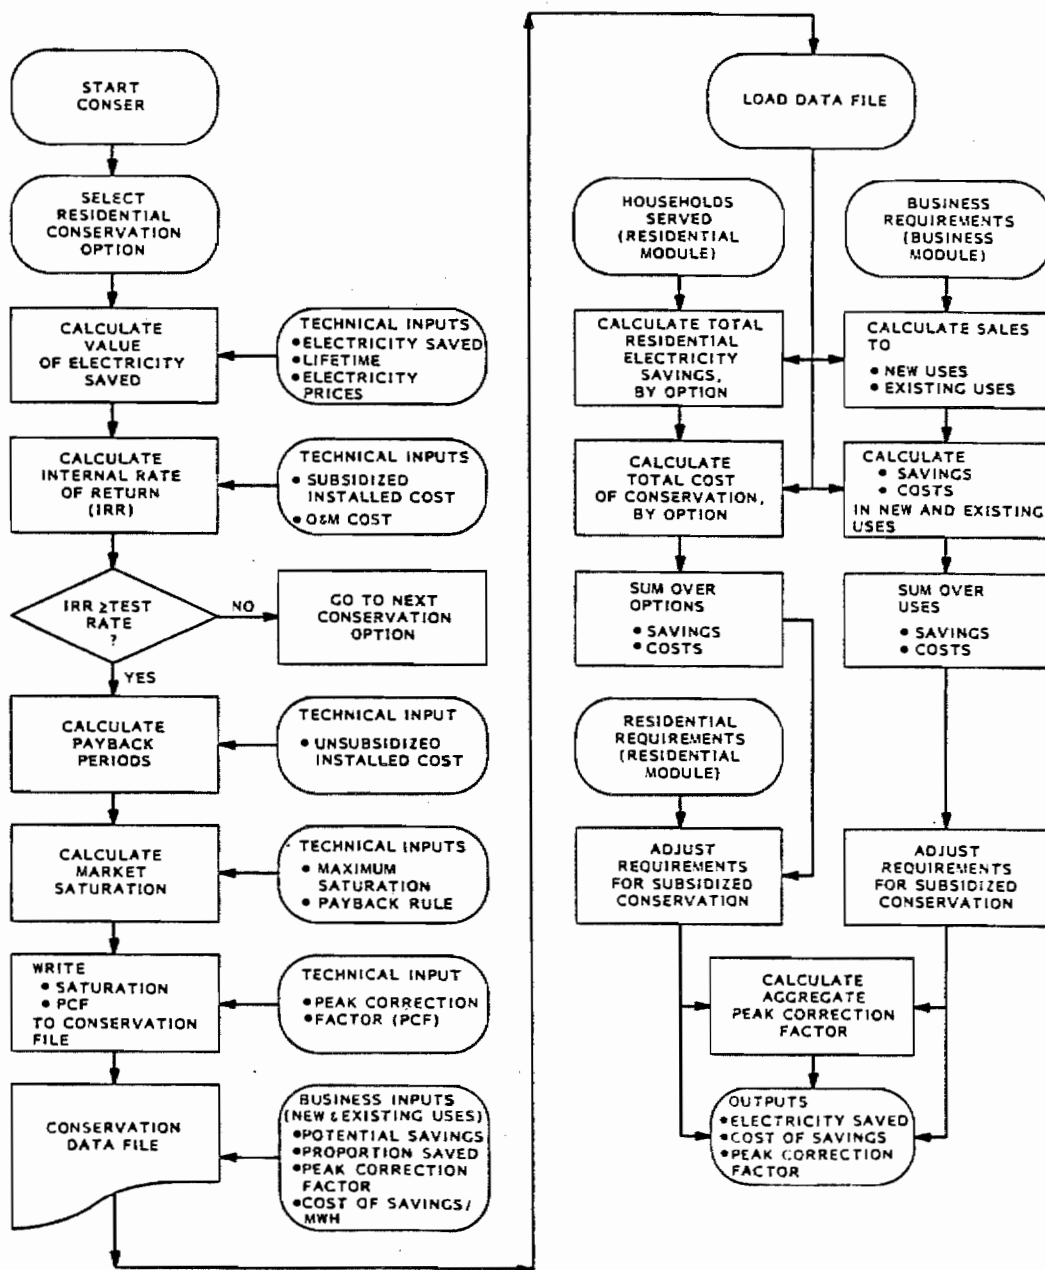 START
CONSER
SELECT
RESIDENTIAL
CONSERVATION
OPTION
CALCULATE
VALUE
OF ELECTRICITY
SAVED
TECHNICAL INPUTS
●ELECTRICITY SAVED
●LIFETIME
●ELECTRICITY
PRICES
CALCULATE
INTERNAL RATE
OF RETURN
(IRR)
TECHNICAL INPUTS
● SUBSIDIZED
INSTALLED COST
● O&M COST
IRR ≥TEST
RATE
?
NO
GO TO NEXT
CONSERVATION
OPTION
YES
CALCULATE
PAYBACK
PERIODS
TECHNICAL INPUT
● UNSUBSIDIZED
INSTALLED COST
CALCULATE
MARKET
SATURATION
TECHNICAL INPUTS
● MAXIMUM
SATURATION
● PAYBACK RULE
WRITE
● SATURATION
● PCF
TO CONSERVATION
FILE
TECHNICAL INPUT
● PEAK CORRECTION
● FACTOR (PCF)
CONSERVATION
DATA FILE
BUSINESS INPUTS
(NEW & EXISTING USES)
●POTENTIAL SAVINGS
●PROPORTION SAVED
●PEAK CORRECTION
FACTOR
●COST OF SAVINGS/
MWH
LOAD DATA FILE
HOUSEHOLDS
SERVED
(RESIDENTIAL
MODULE)
BUSINESS
REQUIREMENTS
(BUSINESS
MODULE)
CALCULATE TOTAL
RESIDENTIAL
ELECTRICITY
SAVINGS,
BY OPTION
CALCULATE SALES
TO
● NEW USES
● EXISTING USES
CALCULATE
TOTAL COST
OF CONSERVATION,
BY OPTION
CALCULATE
● SAVINGS
● COSTS
IN NEW AND EXISTING
USES
SUM OVER
OPTIONS
● SAVINGS
● COSTS
SUM OVER
USES
● SAVINGS
● COSTS
RESIDENTIAL
REQUIREMENTS
(RESIDENTIAL
MODULE)
ADJUST
REQUIREMENTS
FOR SUBSIDIZED
CONSERVATION
ADJUST
REQUIREMENTS
FOR SUBSIDIZED
CONSERVATION
CALCULATE
AGGREGATE
PEAK CORRECTION
FACTOR
OUTPUTS
●ELECTRICITY SAVED
●COST OF SAVINGS
●PEAK CORRECTION
FACTOR